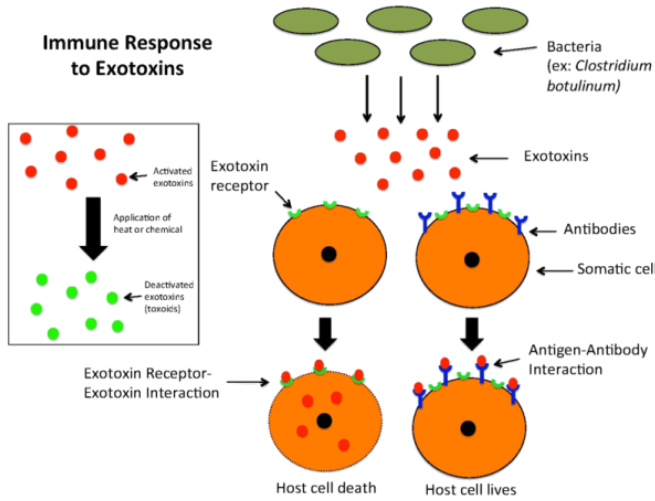 Immune Response
to Exotoxins
Bacteria
(ex: Clostridium
botulinum)
Activated
exotoxins
Application of
heat or chemical
Deactivated
exotoxins
(toxoids)
Exotoxin
receptor
Exotoxins
Antibodies
Somatic cell
Exotoxin Receptor-
Exotoxin Interaction
Antigen-Antibody
Interaction
Host cell death
Host cell lives